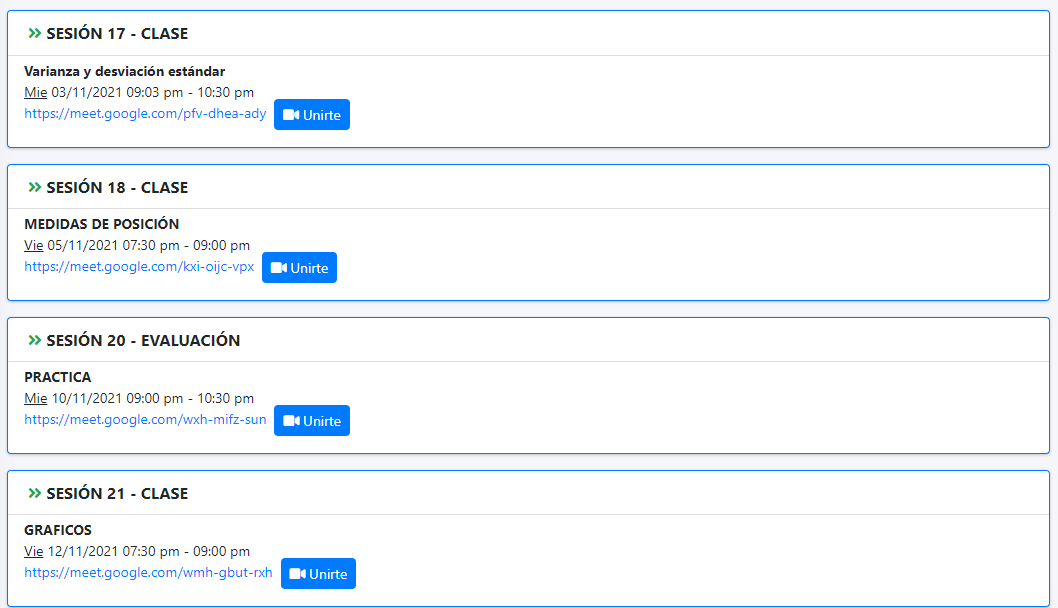 SESIÓN 17 - CLASE
Varianza y desviación estándar
Mie 03/11/2021 09:03 pm - 10:30 pm
https://meet.google.com/pfv-dhea-ady Unirte
SESIÓN 18 - CLASE
MEDIDAS DE POSICIÓN
Vie 05/11/2021 07:30 pm - 09:00 pm
https://meet.google.com/kxi-oijc-vpx Unirte
SESIÓN 20 - EVALUACIÓN
PRACTICA
Mie 10/11/2021 09:00 pm - 10:30 pm
https://meet.google.com/wxh-mifz-sun Unirte
SESIÓN 21 - CLASE
GRAFICOS
Vie 12/11/2021 07:30 pm - 09:00 pm
https://meet.google.com/wmh-gbut-rxh Unirte